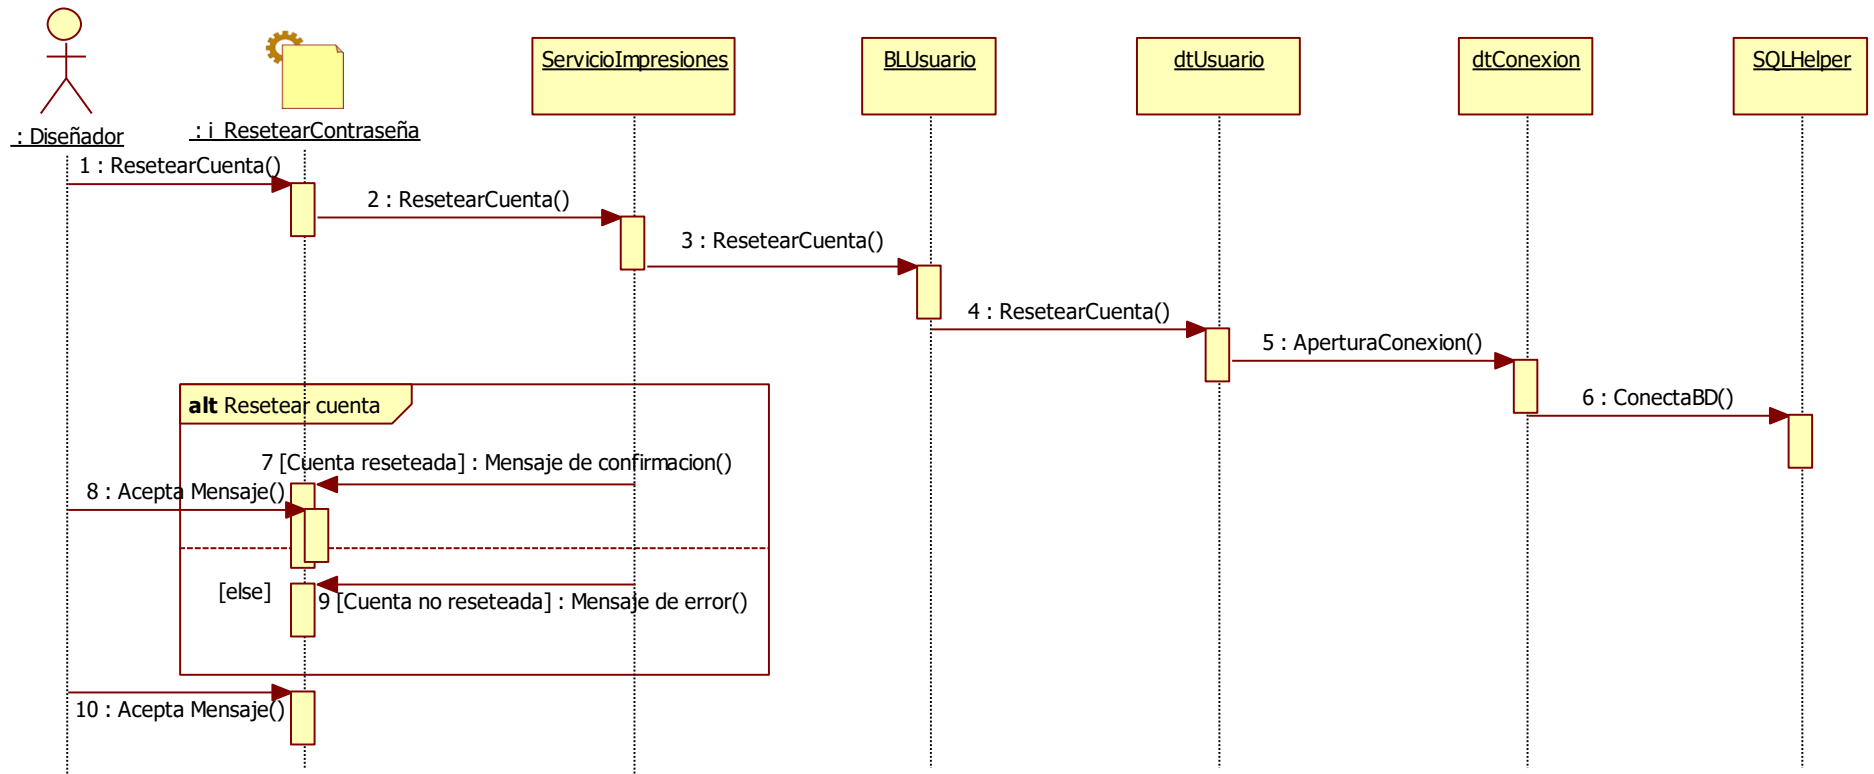 : Diseñador
: i_ResetearContraseña
ServicioImpresiones
BLUsuario
dtUsuario
dtConexion
SQLHelper
1 : ResetearCuenta()
2 : ResetearCuenta()
3 : ResetearCuenta()
4 : ResetearCuenta()
5 : AperturaConexion()
6 : ConectaBD()
alt Resetear cuenta
7 [Cuenta reseteada] : Mensaje de confirmacion()
8 : Acepta Mensaje()
[else]
9 [Cuenta no reseteada] : Mensaje de error()
10 : Acepta Mensaje()